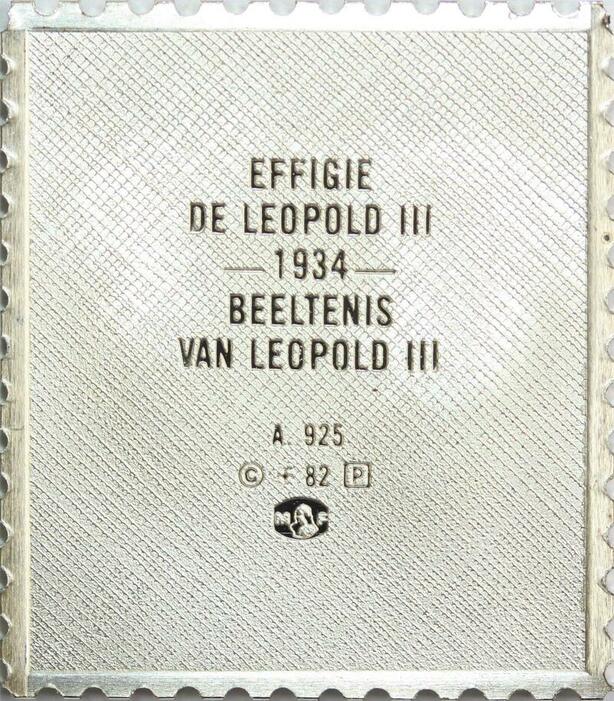 EFFIGIE
DE LEOPOLD III
— 1934 —
BEELTENIS
VAN LEOPOLD III
A. 925
© F 82 P